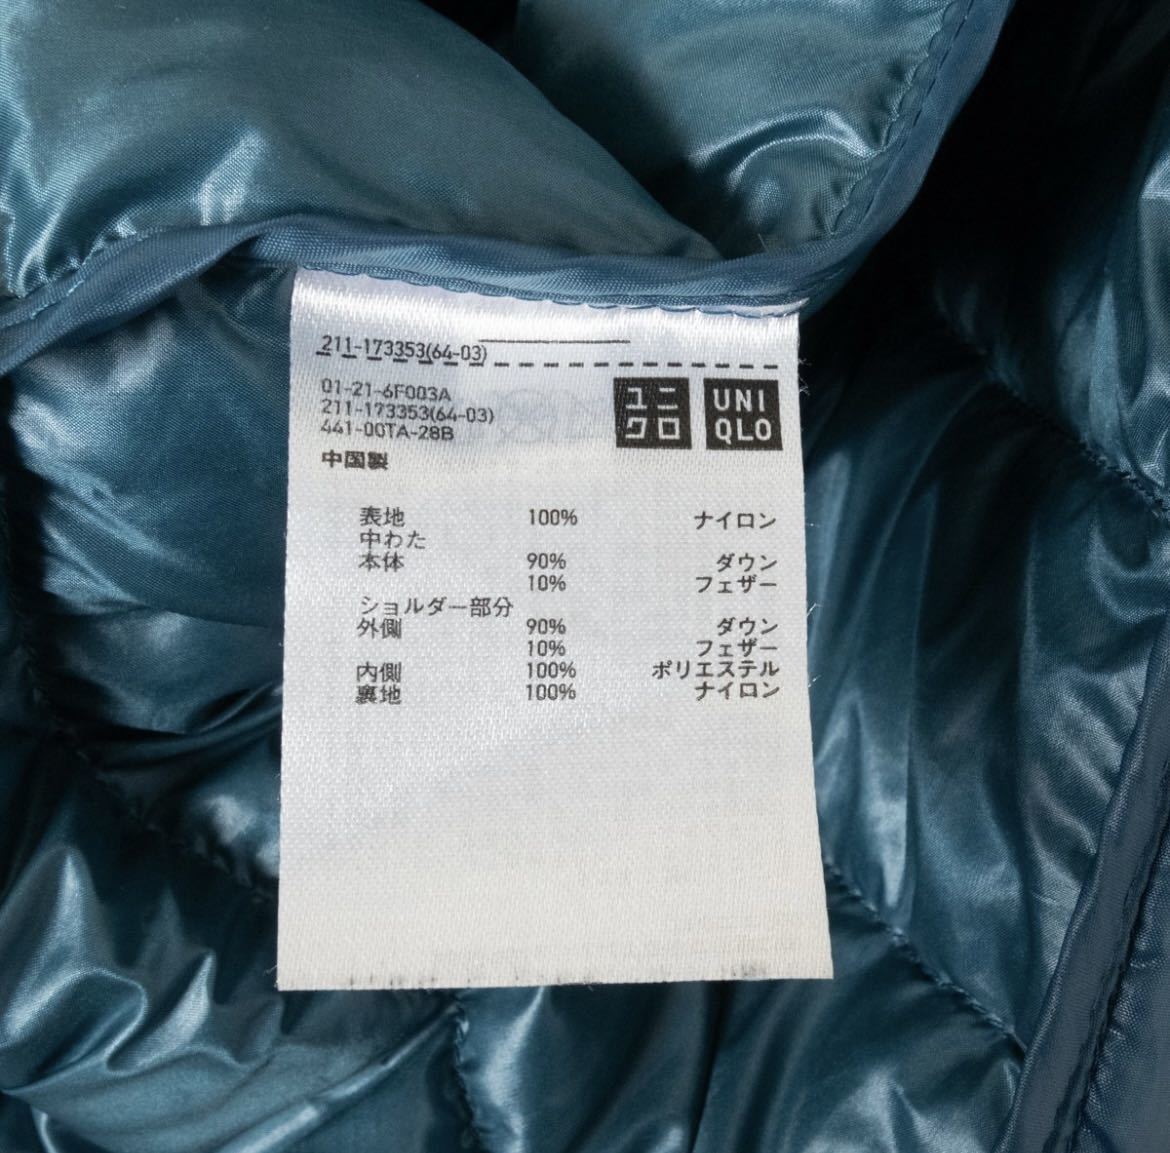 211-173353(64-03)
01-21-6F003A
211-173353(64-03)
441-00TA-28B
中国製
ユニ
クロ
UNI
QLO
表地 100% ナイロン
中わた
本体 90% ダウン
10% フェザー
ショルダー部分
外側 90% ダウン
10% フェザー
内側 100% ポリエステル
裏地 100% ナイロン